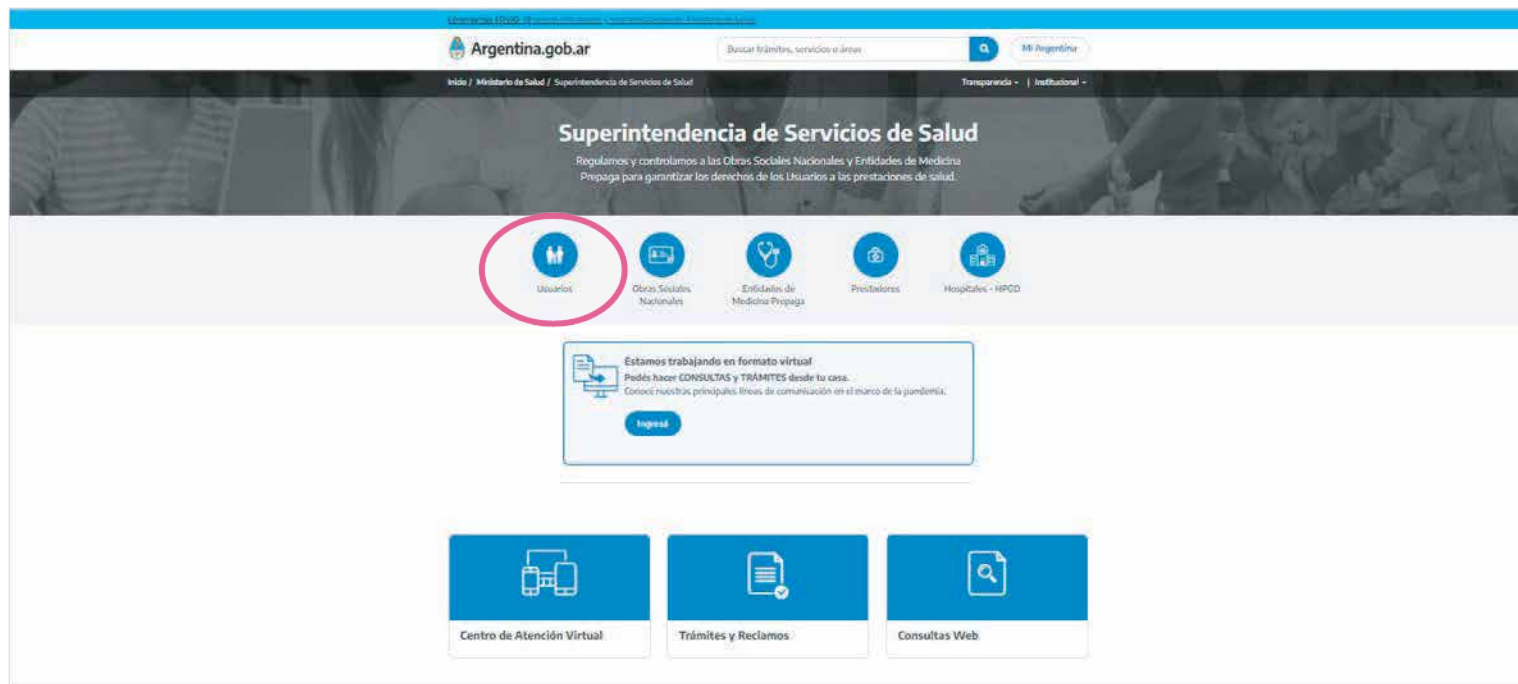 Argentina.gob.ar
Buscar trámites, servicios o áreas
Mi Argentina
Inicio / Ministerio de Salud / Superintendencia de Servicios de Salud
Transparencia | Institucional
Superintendencia de Servicios de Salud
Regulamos y controlamos a las Obras Sociales Nacionales y Entidades de Medicina
Prepaga para garantizar los derechos de los Usuarios a las prestaciones de salud.
Usuarios
Obras Sociales
Nacionales
Entidades de
Medicina Prepaga
Prestadores
Hospitales - HPGD
Éstamos trabajando en formato virtual
Podés hacer CONSULTAS y TRÁMITES desde tu casa.
Conocé nuestras principales líneas de comunicación en el marco de la pandemia.
Ingresá
Centro de Atención Virtual
Trámites y Reclamos
Consultas Web